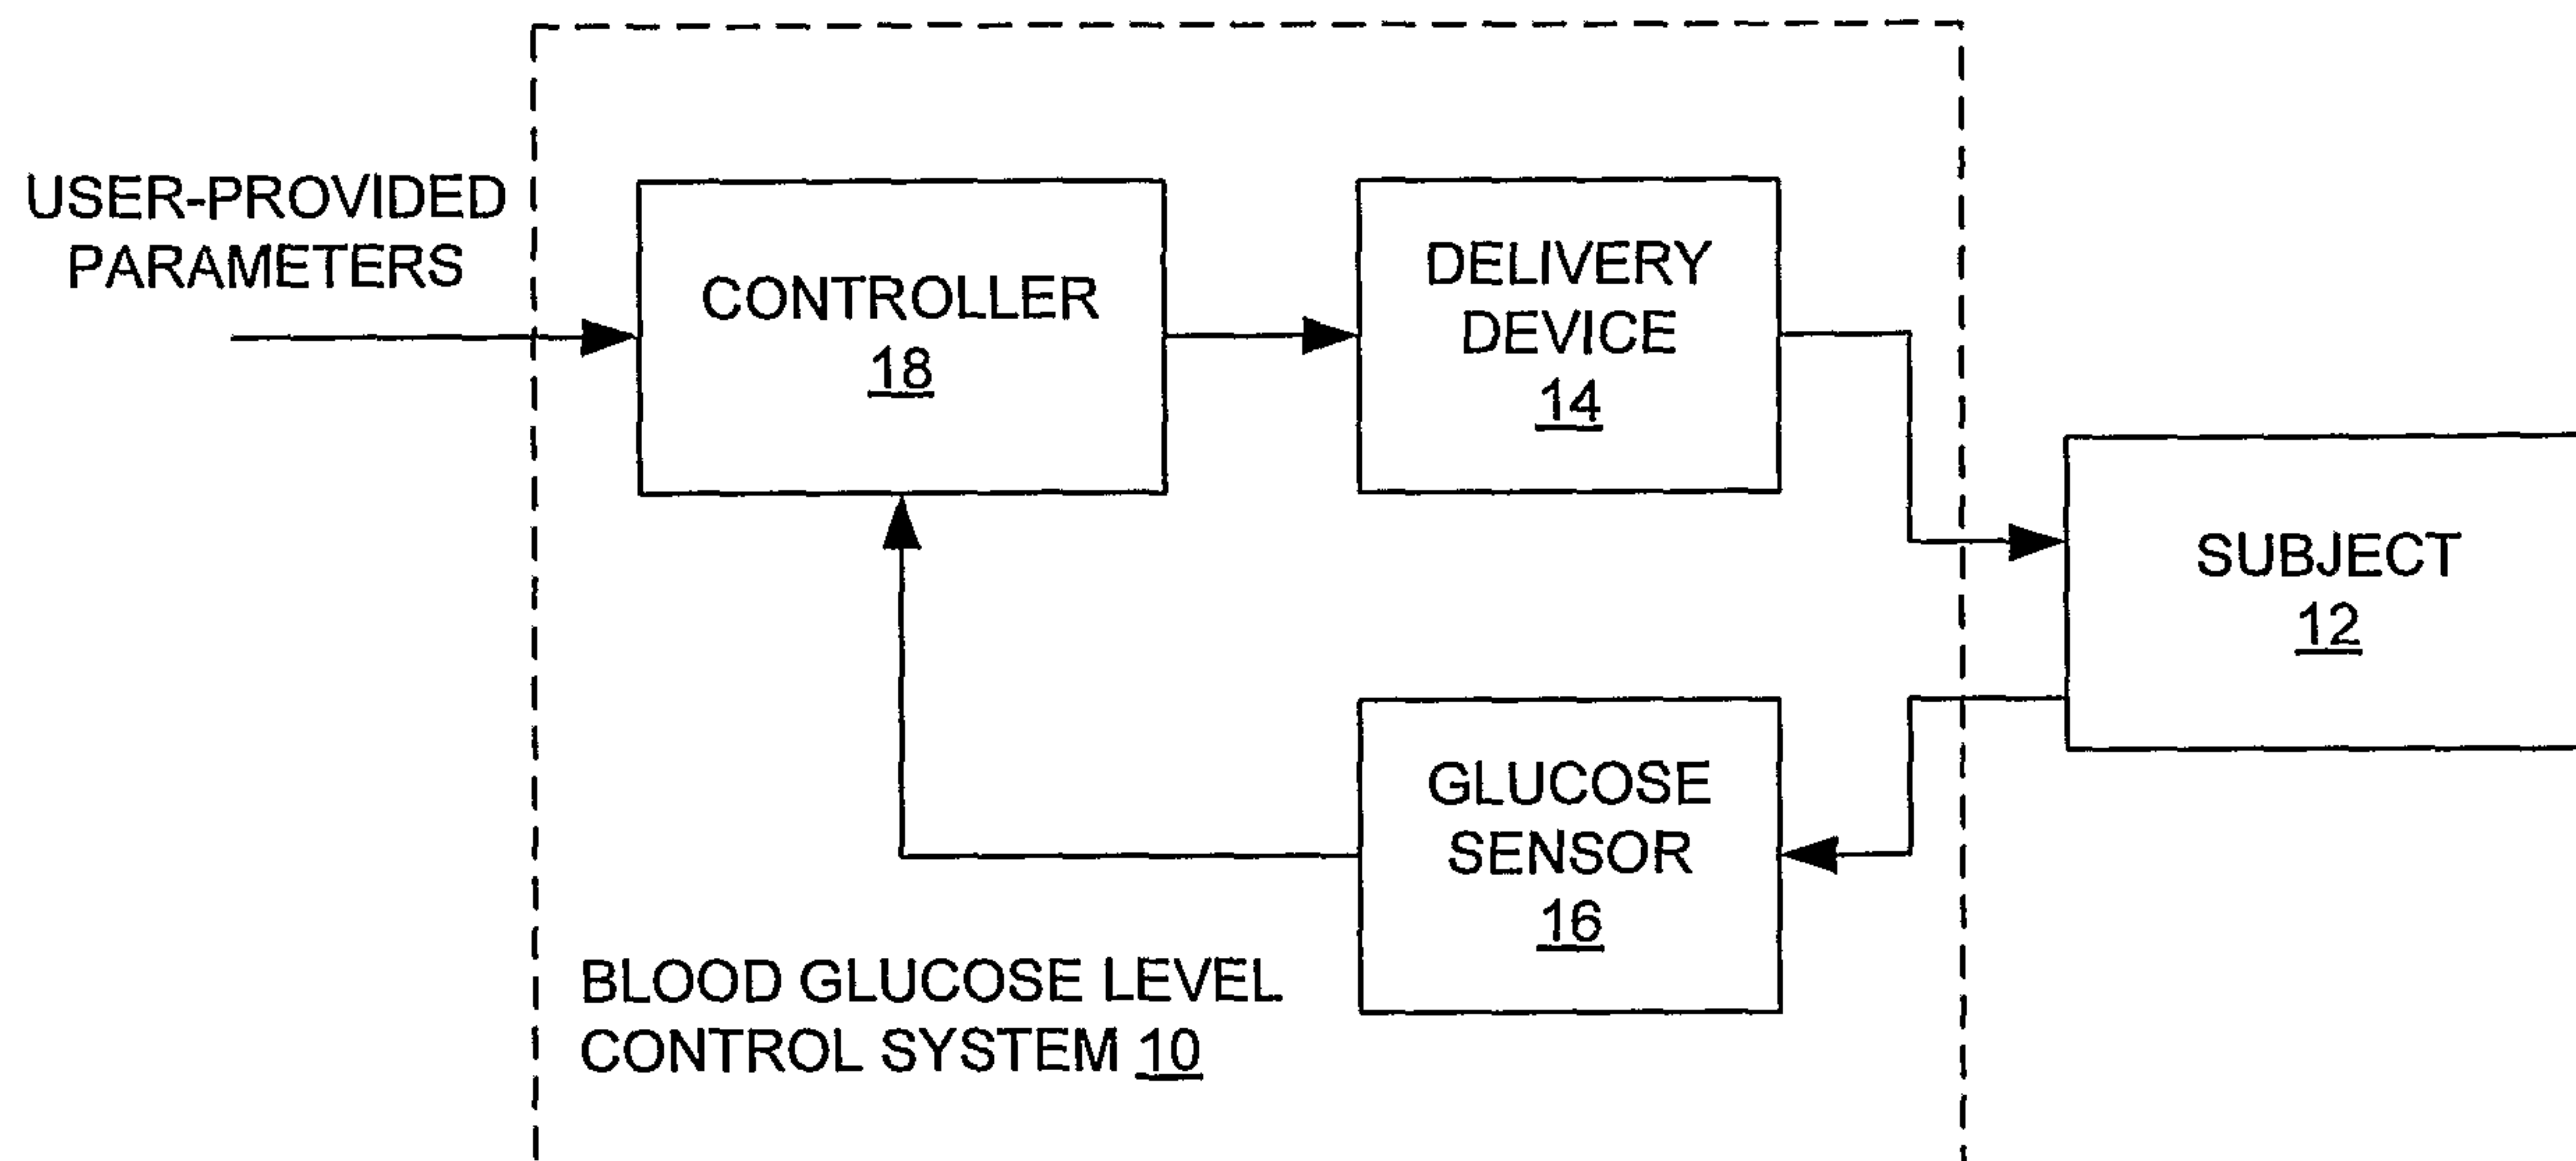 USER-PROVIDED
PARAMETERS
CONTROLLER
18
DELIVERY
DEVICE
14
SUBJECT
12
GLUCOSE
SENSOR
16
BLOOD GLUCOSE LEVEL
CONTROL SYSTEM 10